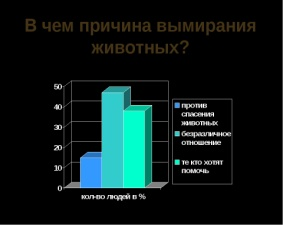 В чем причина вымирания
животных?
50
40
30
20
10
0
кол-во людей в %
против
спасения
животных
безразличное
отношение
те кто хотят
помочь